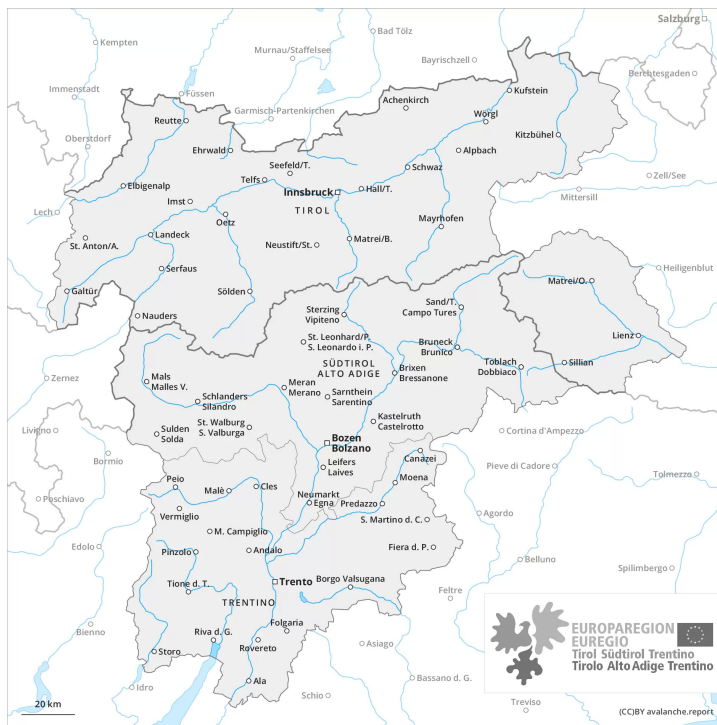 Salzburg
Bad Tölz
Kempten
Murnau/Staffelsee
Bayrischzell
Berchtesgaden
Immenstadt
Füssen
Achenkirch
Kufstein
Garmisch-Partenkirchen
Reutte
Wörgl
Kitzbühel
Oberstdorf
Ehrwald
Alpbach
Seefeld/T.
Schwaz
Zell/See
Telfs
Elbigenalp
Innsbruck
Hall/T.
Mittersill
Imst
TIROL
Lech
Oetz
Mayrhofen
Landeck
St. Anton/A.
Neustift/St.
Matrei/B.
Serfaus
Heiligenblut
Matrei/O.
Galtür
Sölden
Sand/T.
Campo Tures
Nauders
Sterzing
Vipiteno
Lienz
St. Leonhard/P.
S. Leonardo i. P.
Bruneck
Brunico
SÜDTIROL
ALTO ADIGE
Toblach
Dobbiaco
Sillian
Brixen
Bressanone
Zernez
Mals
Malles V.
Meran
Merano
Schlanders
Silandro
Sarnthein
Sarentino
St. Walburg
S. Valburga
Kastelruth
Castelrotto
Livigno
Sulden
Solda
Cortina d'Ampezzo
Bozen
Bolzano
Bormio
Canazei
Leifers
Laives
Pieve di Cadore
Tolmezzo
Moena
Peio
Malè
Cles
Neumarkt
Egna
Predazzo
Poschiavo
Vermiglio
S. Martino d. C.
Agordo
M. Campiglio
Edolo
Pinzolo
Andalo
Fiera d. P.
Belluno
Spilimbergo
Tione d. T.
Trento
Borgo Valsugana
Feltre
TRENTINO
Folgaria
Bienno
Riva d. G.
Rovereto
Asiago
Storo
Ala
Idro
Schio
Bassano d. G.
Treviso
EUROPAREGION
EUREGIO
Tirol Südtirol Trentino
Tirolo Alto Adige Trentino
20 km
(CC)BY avalanche.report